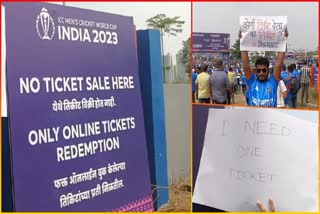 ICC MEN'S CRICKET WORLD CUP
INDIA 2023
NO TICKET SALE HERE
येथे तिकीट विक्री होत नाही.
ONLY ONLINE TICKETS
REDEMPTION
फक्त ऑनलाईन बुक केलेल्या
तिकिटांच्या प्रती मिळतील.
I NEED
ONE
TICKET